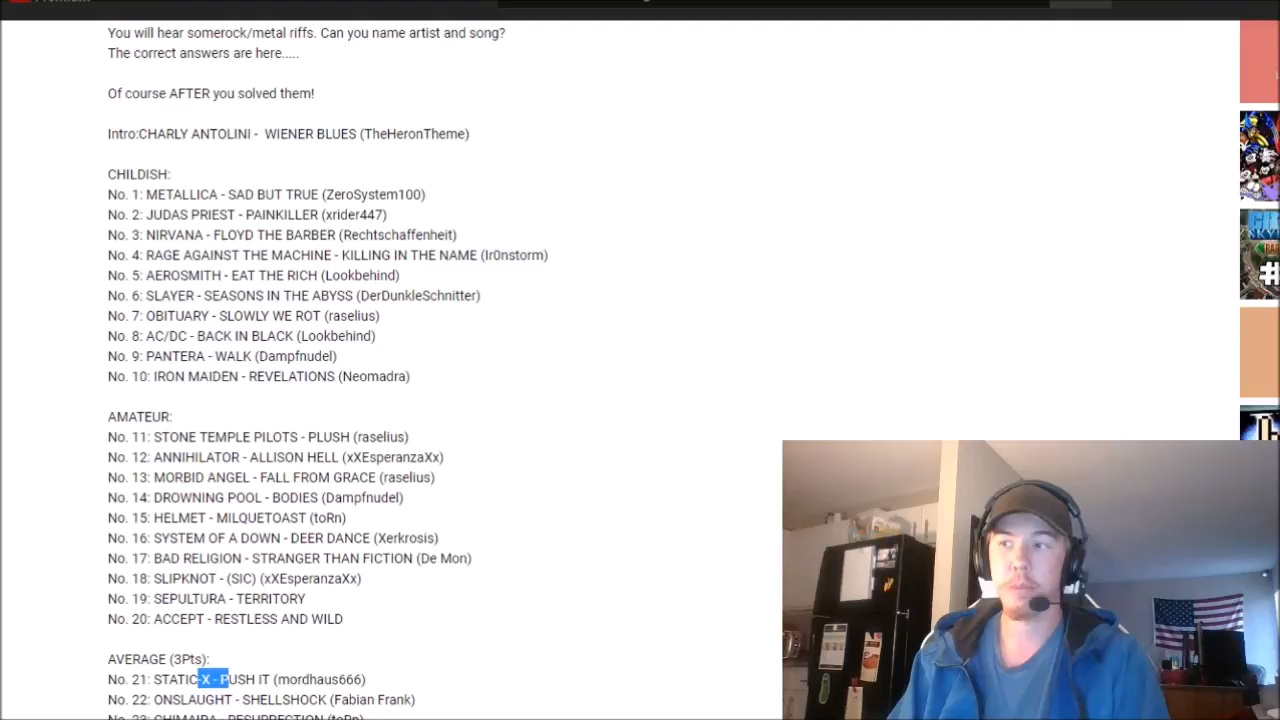 You will hear somerock/metal riffs. Can you name artist and song?
The correct answers are here.....
Of course AFTER you solved them!
Intro:CHARLY ANTOLINI - WIENER BLUES (TheHeronTheme)
CHILDISH:
No. 1: METALLICA - SAD BUT TRUE (ZeroSystem100)
No. 2: JUDAS PRIEST - PAINKILLER (xrider447)
No. 3: NIRVANA - FLOYD THE BARBER (Rechtschaffenheit)
No. 4: RAGE AGAINST THE MACHINE - KILLING IN THE NAME (Ir0nstorm)
No. 5: AEROSMITH - EAT THE RICH (Lookbehind)
No. 6: SLAYER - SEASONS IN THE ABYSS (DerDunkleSchnitter)
No. 7: OBITUARY - SLOWLY WE ROT (raselius)
No. 8: AC/DC - BACK IN BLACK (Lookbehind)
No. 9: PANTERA - WALK (Dampfnudel)
No. 10: IRON MAIDEN - REVELATIONS (Neomadra)
AMATEUR:
No. 11: STONE TEMPLE PILOTS - PLUSH (raselius)
No. 12: ANNIHILATOR - ALLISON HELL (xXEsperanzaXx)
No. 13: MORBID ANGEL - FALL FROM GRACE (raselius)
No. 14: DROWNING POOL - BODIES (Dampfnudel)
No. 15: HELMET - MILQUETOAST (toRn)
No. 16: SYSTEM OF A DOWN - DEER DANCE (Xerkrosis)
No. 17: BAD RELIGION - STRANGER THAN FICTION (De Mon)
No. 18: SLIPKNOT - (SIC) (xXEsperanzaXx)
No. 19: SEPULTURA - TERRITORY
No. 20: ACCEPT - RESTLESS AND WILD
AVERAGE (3Pts):
No. 21: STATIC-X - PUSH IT (mordhaus666)
No. 22: ONSLAUGHT - SHELLSHOCK (Fabian Frank)
No. 23: CHIMAIRA - RESURRECTION (toRn)